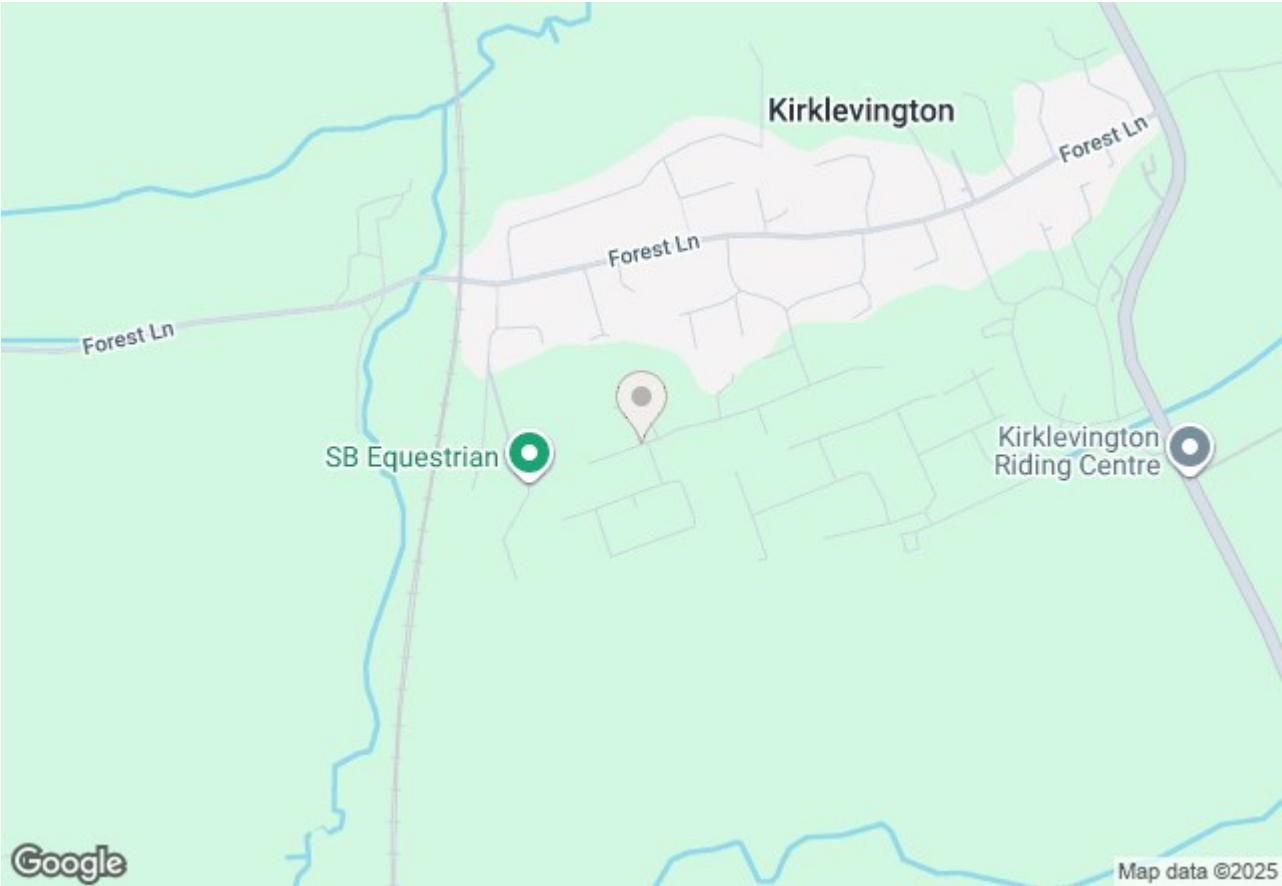 Kirklevington
Forest Ln
Forest Ln
Forest Ln
SB Equestrian
Kirklevington
Riding Centre
Google
Map data ©2025